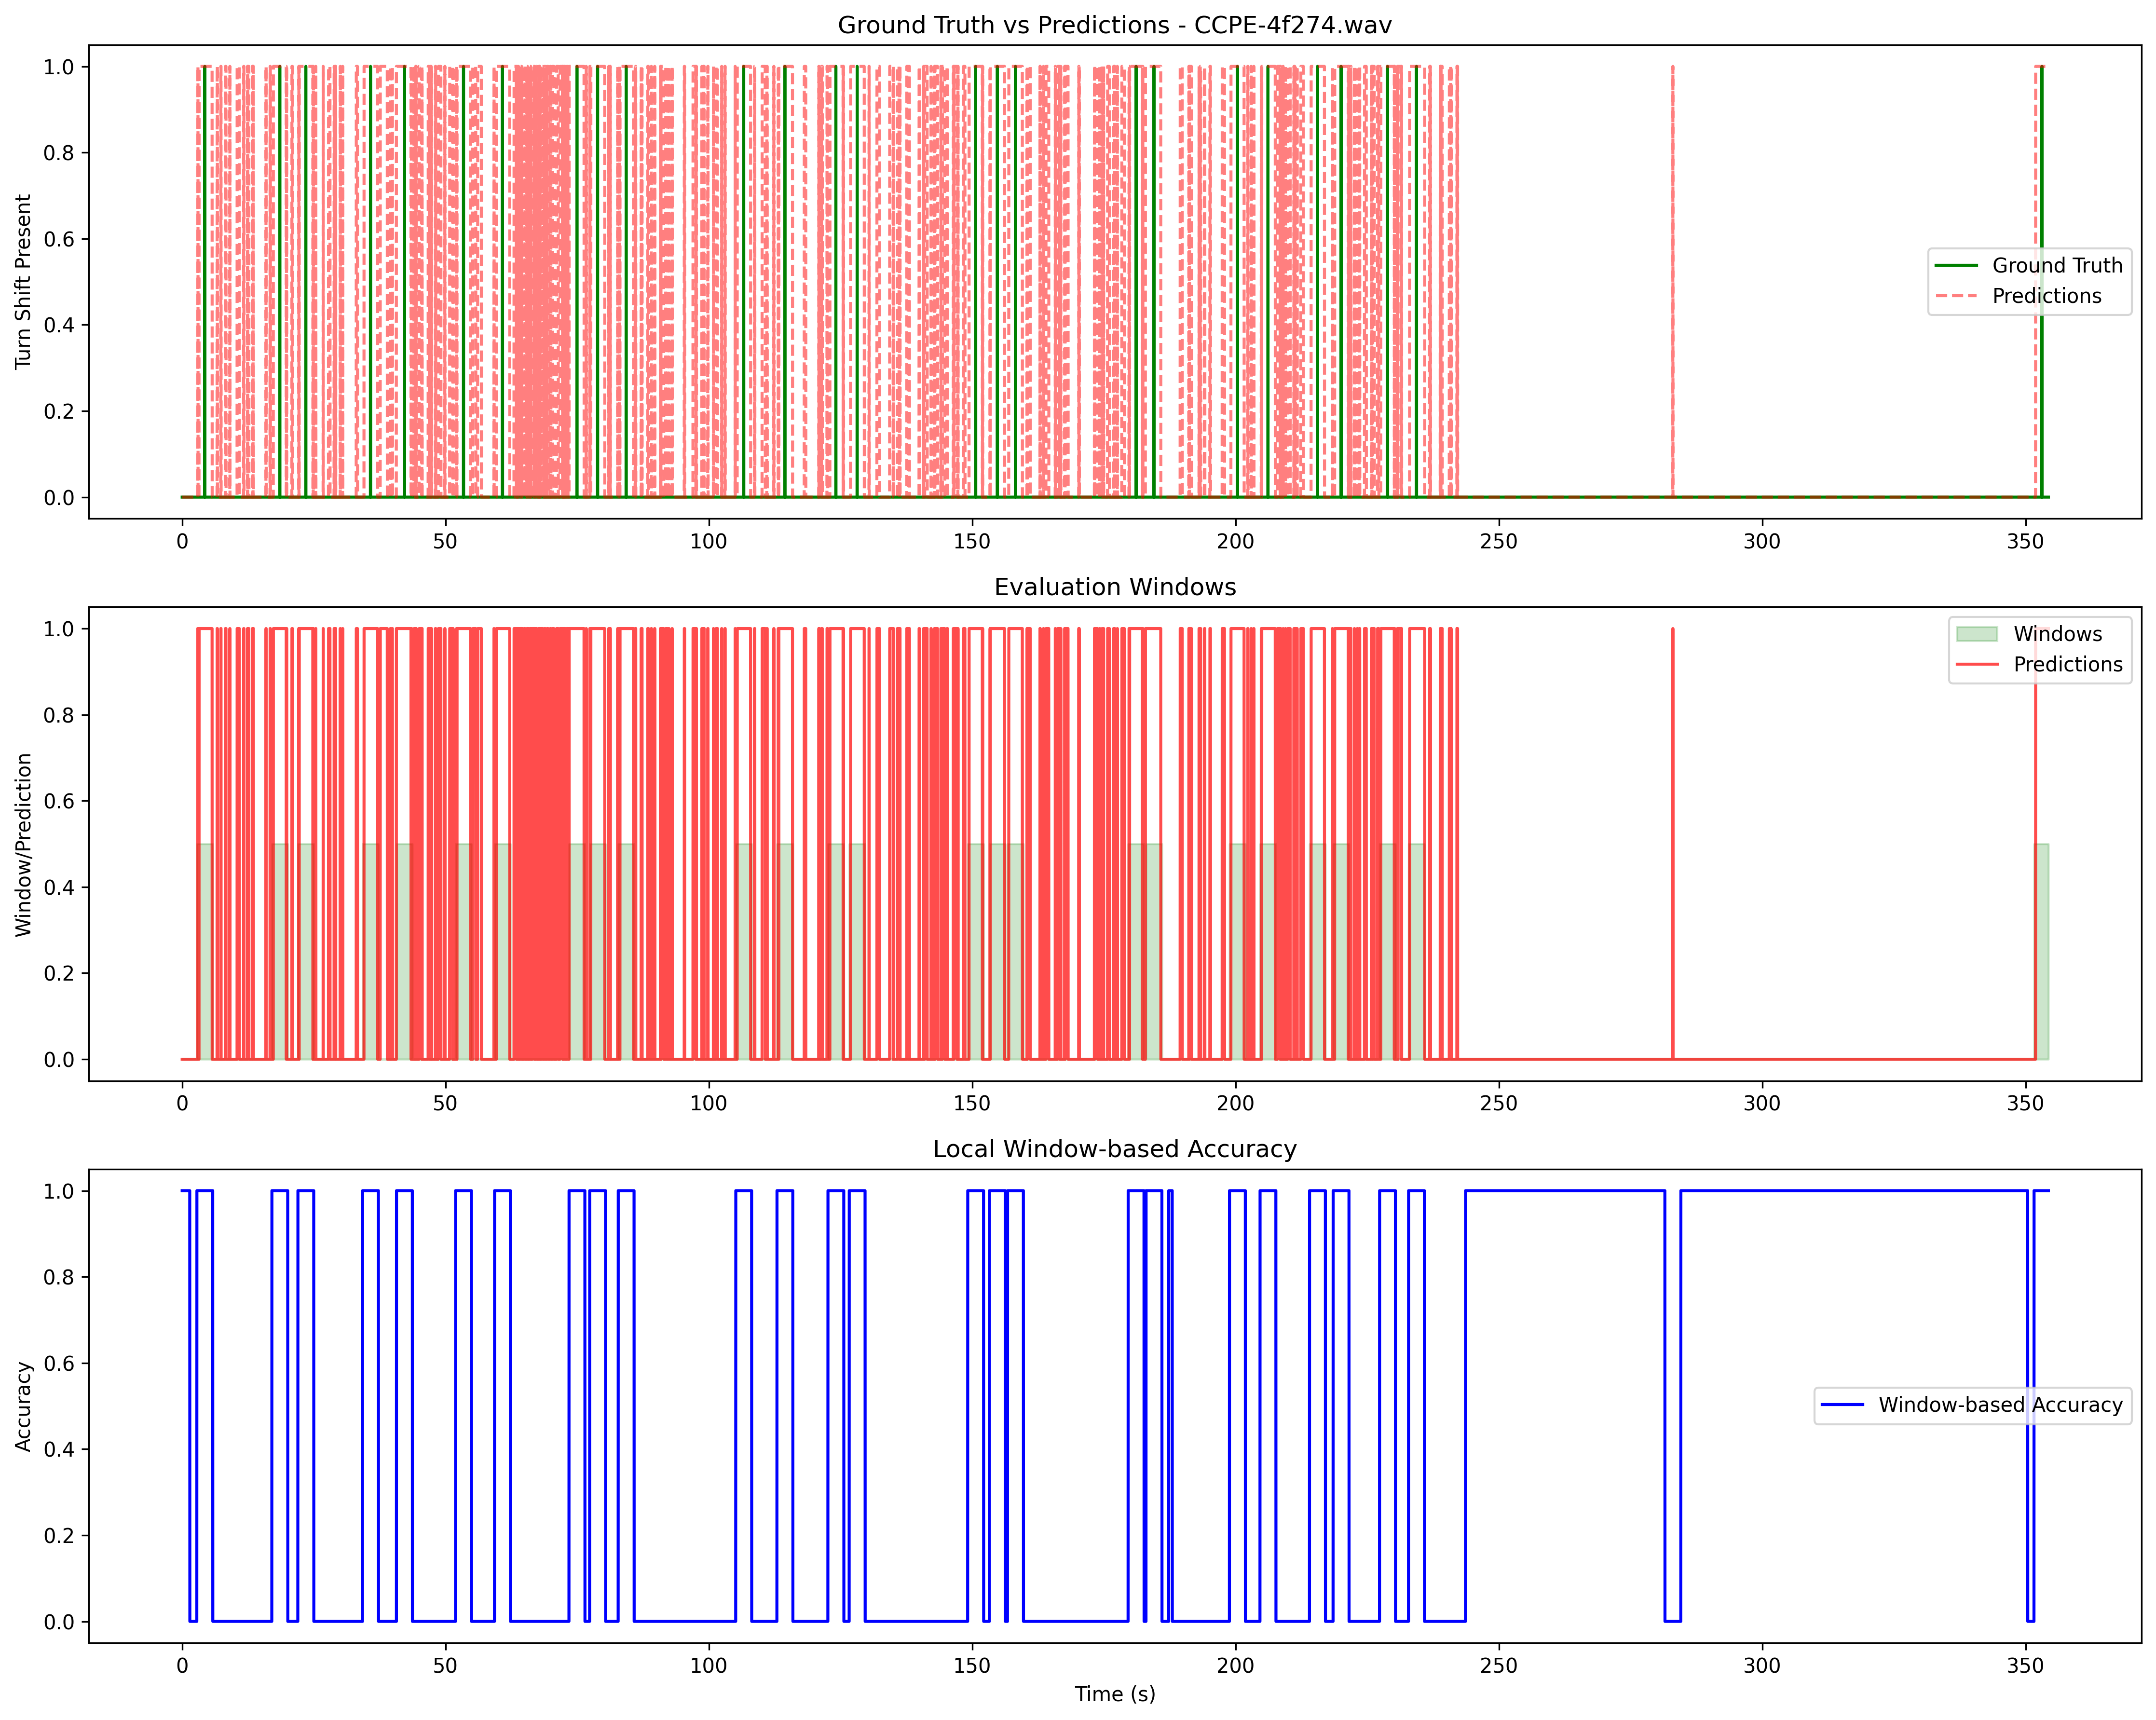 Ground Truth vs Predictions - CCPE-4f274.wav
Turn Shift Present
1.0
0.8
0.6
0.4
0.2
0.0
Ground Truth
Predictions
0 50 100 150 200 250 300 350
Evaluation Windows
Window/Prediction
1.0
0.8
0.6
0.4
0.2
0.0
Windows
Predictions
0 50 100 150 200 250 300 350
Local Window-based Accuracy
Accuracy
1.0
0.8
0.6
0.4
0.2
0.0
Window-based Accuracy
0 50 100 150 200 250 300 350
Time (s)